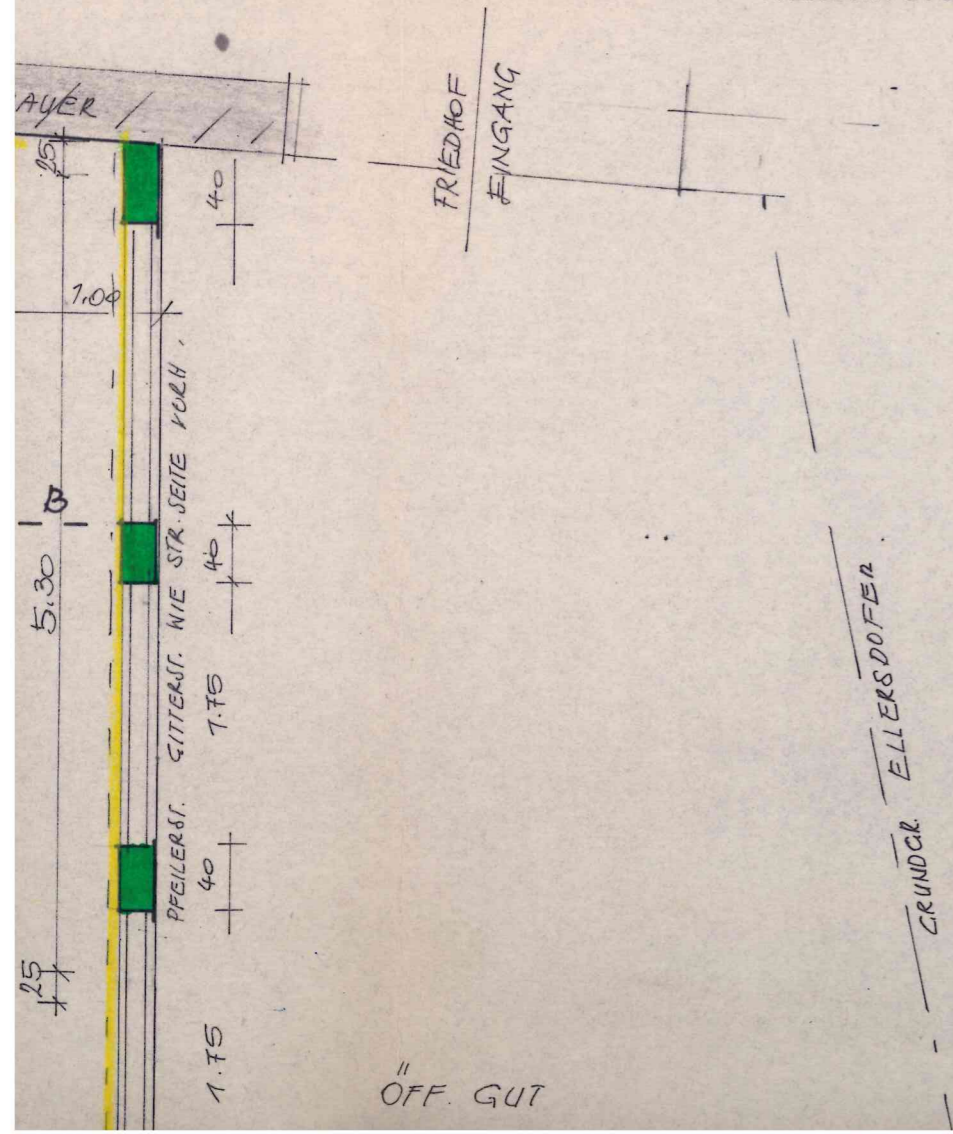 AUER
FRIEDHOF
EINGANG
25
40
1.00
B
5.30
PFEILERST. GITTERST. WIE STR. SEITE VORH.
40
1.75
40
25
1.75
GRUNDGR. ELLERSDOFER
ÖFF. GUT